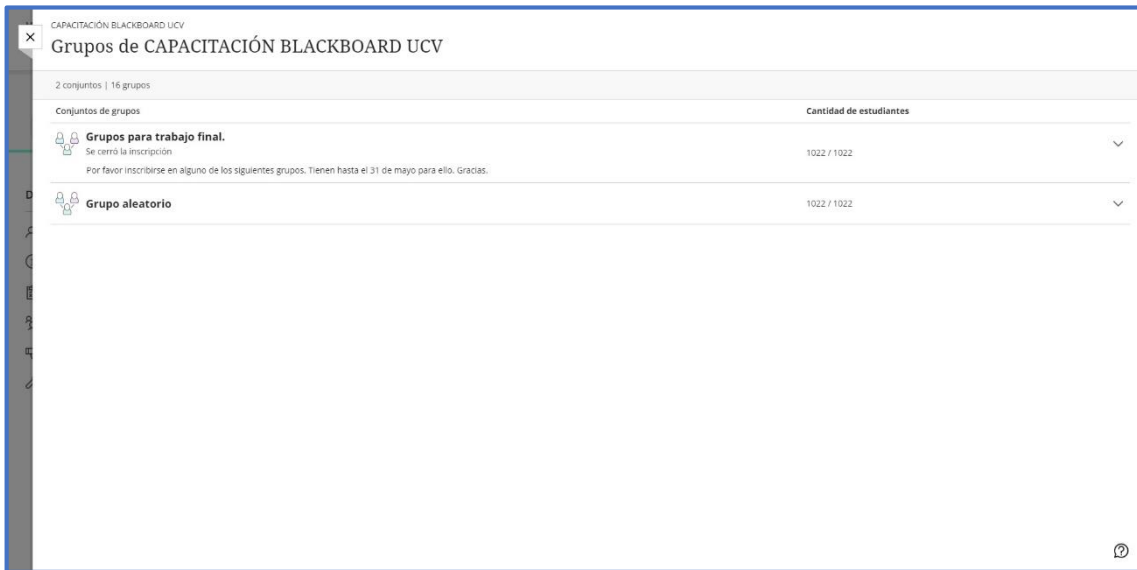 CAPACITACIÓN BLACKBOARD UCV
Grupos de CAPACITACIÓN BLACKBOARD UCV
2 conjuntos | 16 grupos
Conjuntos de grupos
Cantidad de estudiantes
Grupos para trabajo final.
Se cerró la inscripción
1022 / 1022
Por favor inscribirse en alguno de los siguientes grupos. Tienen hasta el 31 de mayo para ello. Gracias.
Grupo aleatorio
1022 / 1022